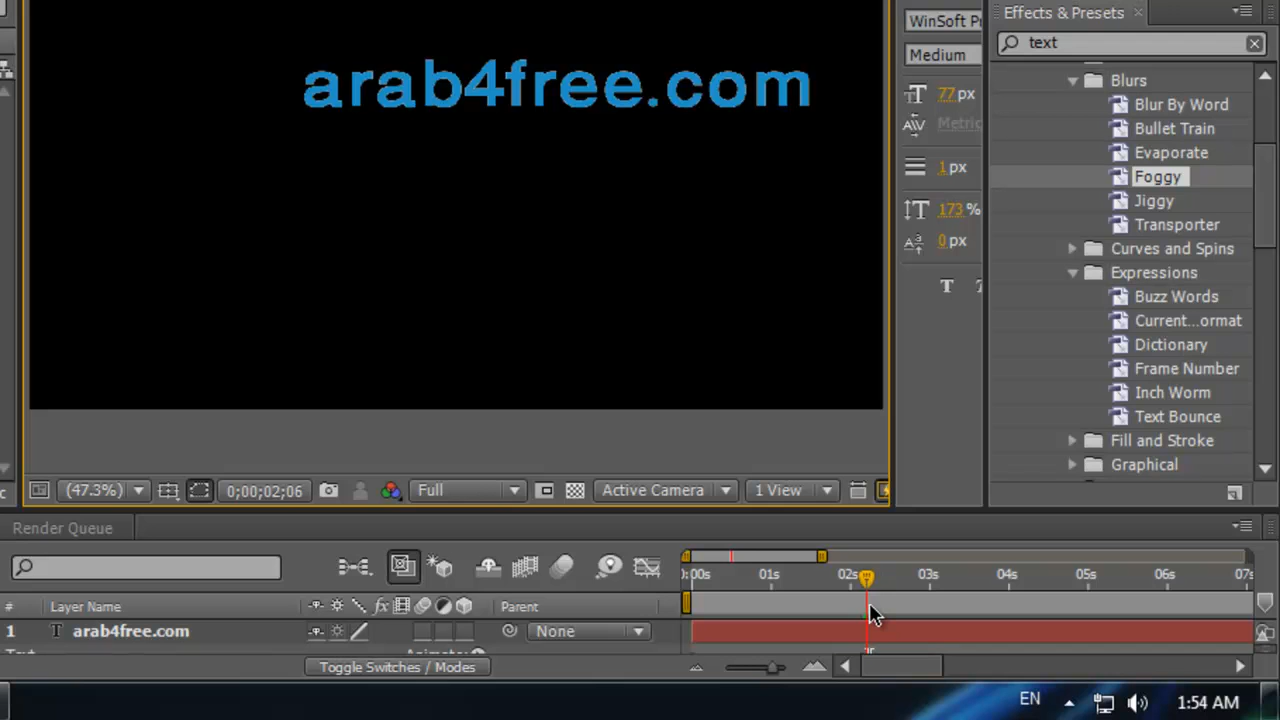 WinSoft Pr
Effects & Presets
Medium
text
77 px
Metric
1 px
173 %
0 px
T
Blurs
Blur By Word
Bullet Train
Evaporate
Foggy
Jiggy
Transporter
Curves and Spins
Expressions
Buzz Words
Current...ormat
Dictionary
Frame Number
Inch Worm
Text Bounce
Fill and Stroke
Graphical
arab4free.com
(47.3%)
0;00;02;06
Full
Active Camera
1 View
Render Queue
00s 01s 02s 03s 04s 05s 06s 07s
# Layer Name
fx
Parent
1 T arab4free.com
None
Toggle Switches / Modes
EN
1:54 AM